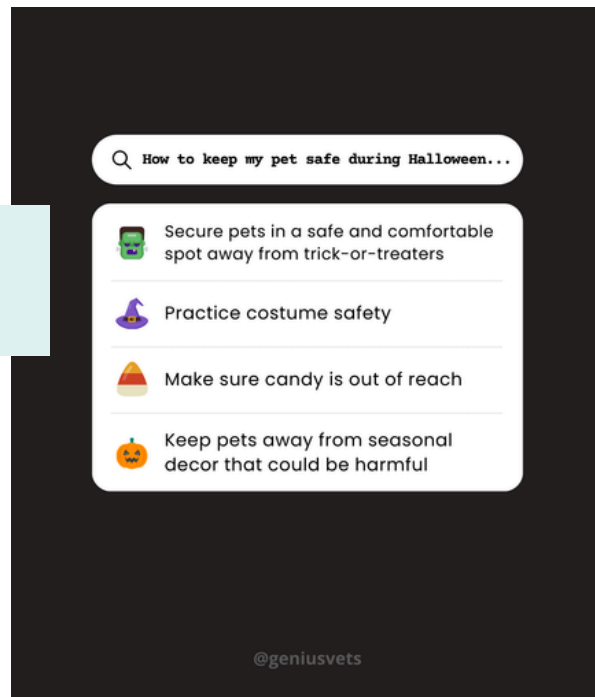 How to keep my pet safe during Halloween...
Secure pets in a safe and comfortable
spot away from trick-or-treaters
Practice costume safety
Make sure candy is out of reach
Keep pets away from seasonal
decor that could be harmful
@geniusvets